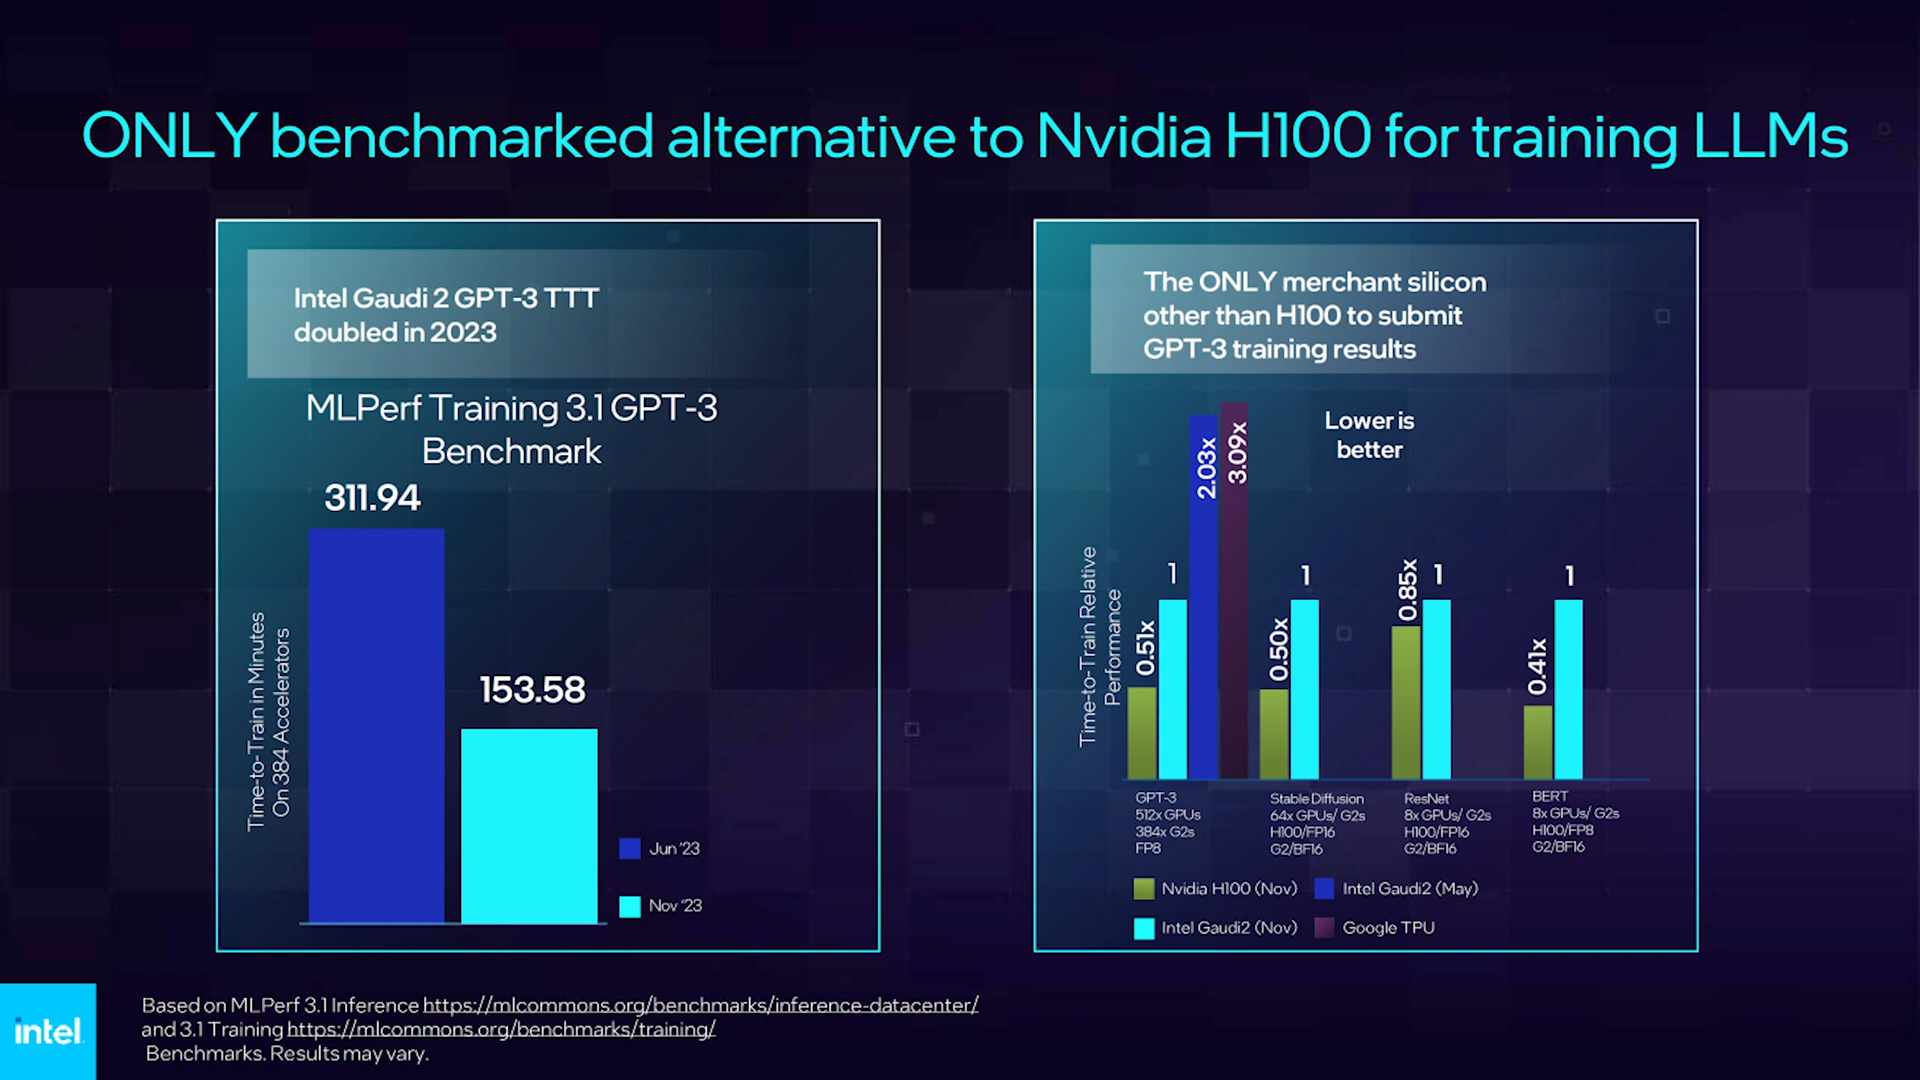 ONLY benchmarked alternative to Nvidia H100 for training LLMs
Intel Gaudi 2 GPT-3 TTT
doubled in 2023
MLPerf Training 3.1 GPT-3
Benchmark
311.94
153.58
Time-to-Train in Minutes
On 384 Accelerators
Jun '23
Nov '23
The ONLY merchant silicon
other than H100 to submit
GPT-3 training results
Lower is
better
Time-to-Train Relative
Performance
0.51x
1
2.03x
3.09x
0.50x
1
0.85x
1
0.41x
1
GPT-3
512x GPUs
384x G2s
FP8
Stable Diffusion
64x GPUs/ G2s
H100/FP16
G2/BF16
ResNet
8x GPUs/ G2s
H100/FP16
G2/BF16
BERT
8x GPUs/ G2s
H100/FP8
G2/BF16
Nvidia H100 (Nov)
Intel Gaudi2 (May)
Intel Gaudi2 (Nov)
Google TPU
intel
Based on MLPerf 3.1 Inference https://mlcommons.org/benchmarks/inference-datacenter/
and 3.1 Training https://mlcommons.org/benchmarks/training/
Benchmarks. Results may vary.